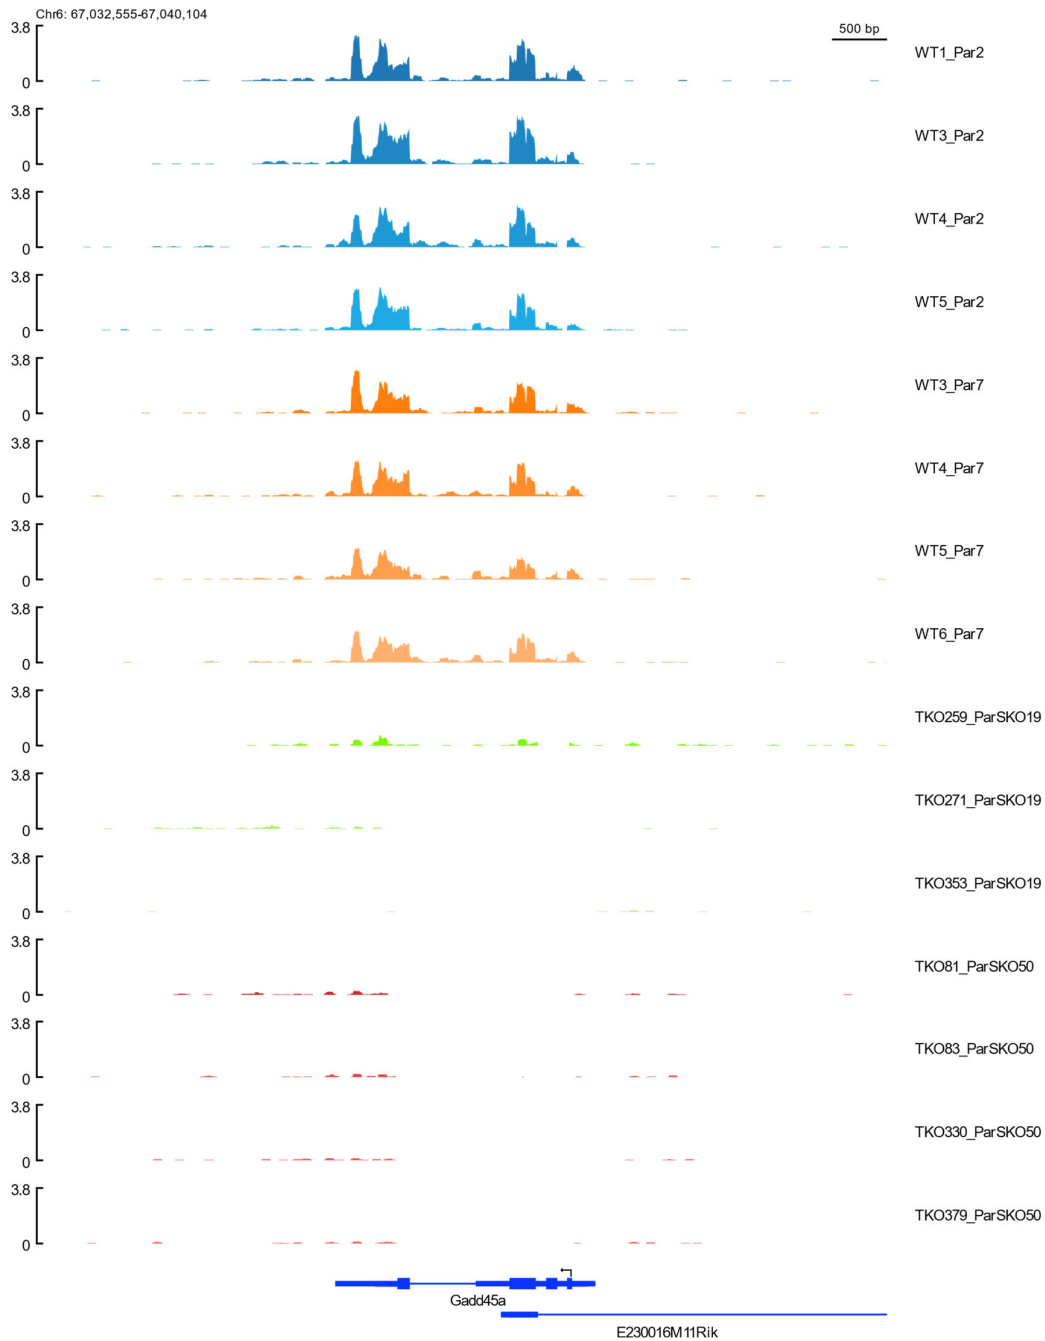 Chr6: 67,032,555-67,040,104
500 bp
3.8
0
WT1_Par2
3.8
0
WT3_Par2
3.8
0
WT4_Par2
3.8
0
WT5_Par2
3.8
0
WT3_Par7
3.8
0
WT4_Par7
3.8
0
WT5_Par7
3.8
0
WT6_Par7
3.8
0
TKO259_ParSKO19
3.8
0
TKO271_ParSKO19
3.8
0
TKO353_ParSKO19
3.8
0
TKO81_ParSKO50
3.8
0
TKO83_ParSKO50
3.8
0
TKO330_ParSKO50
3.8
0
TKO379_ParSKO50
Gadd45a
E230016M11Rik